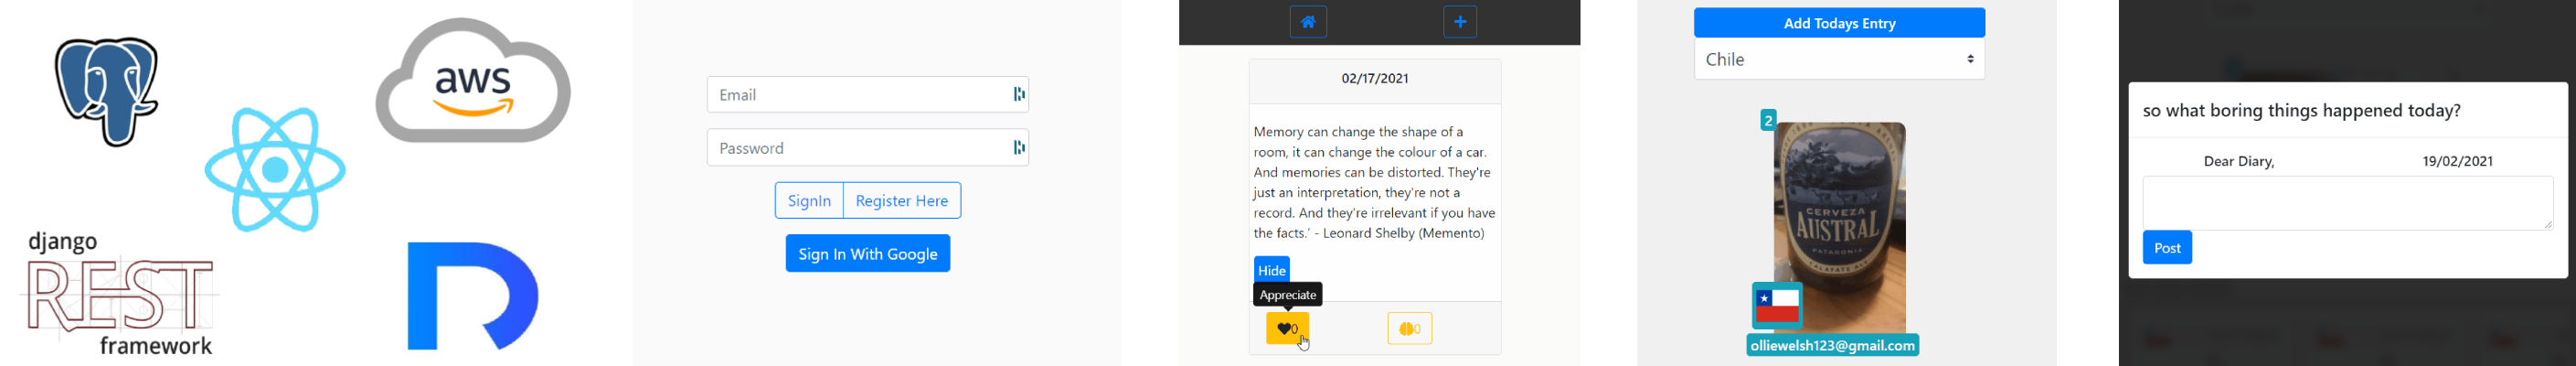 aws
django
REST
framework
Email
Password
SignIn
Register Here
Sign In With Google
02/17/2021
Memory can change the shape of a
room, it can change the colour of a car.
And memories can be distorted. They're
just an interpretation, they're not a
record. And they're irrelevant if you have
the facts.' - Leonard Shelby (Memento)
Hide
Appreciate
0
0
Add Todays Entry
Chile
2
CERVEZA
AUSTRAL
PATAGONIA
CALAFATE ALE
olliewelsh123@gmail.com
so what boring things happened today?
Dear Diary,
19/02/2021
Post